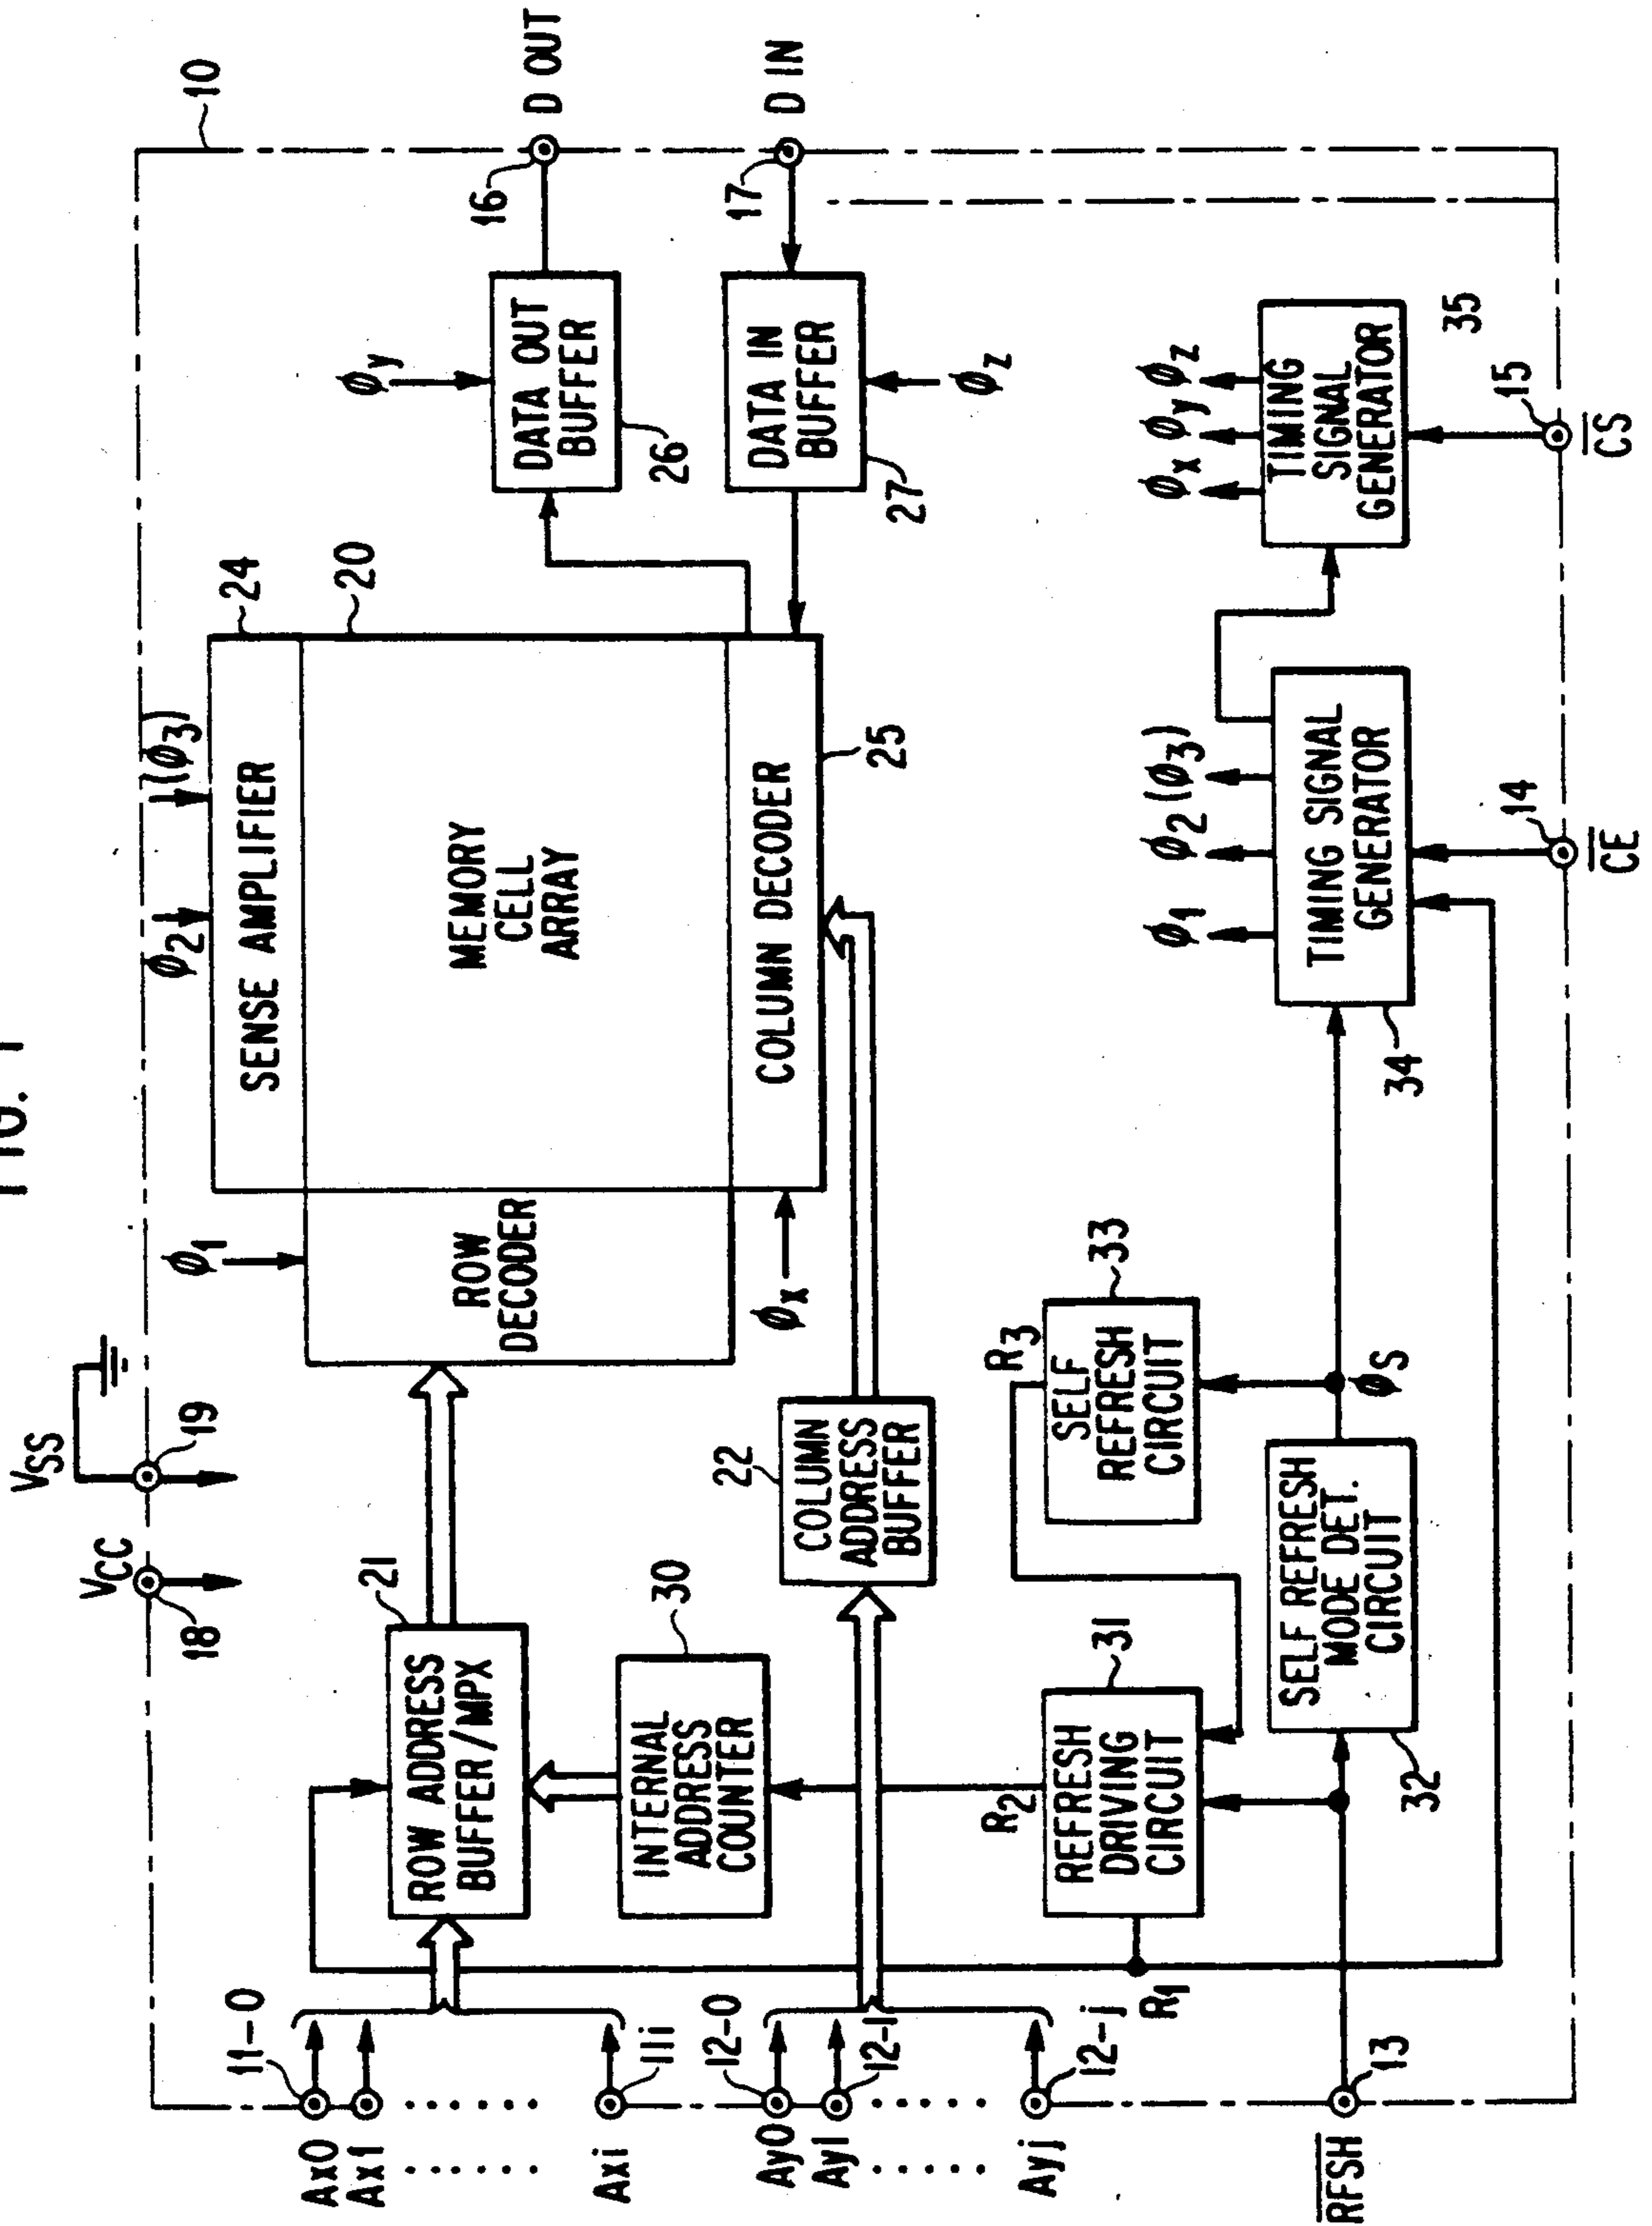 FIG. 1
VCC
18
VSS
19
10
Ax0
Ax1
......
Axi
11-0
11i
ROW ADDRESS
BUFFER/MPX
21
ϕ1
ROW
DECODER
ϕ2
(ϕ3)
SENSE AMPLIFIER
24
MEMORY
CELL
ARRAY
20
COLUMN DECODER
25
ϕx
ϕy
DATA OUT
BUFFER
26
16
D OUT
DATA IN
BUFFER
27
ϕz
17
D IN
INTERNAL
ADDRESS
COUNTER
30
Ay0
Ay1
......
Ayj
12-0
12-1
12-j
COLUMN
ADDRESS
BUFFER
22
R1
R2
REFRESH
DRIVING
CIRCUIT
31
R3
SELF
REFRESH
CIRCUIT
33
RFSH
13
SELF REFRESH
MODE DET.
CIRCUIT
32
ϕS
ϕ1
ϕ2
(ϕ3)
TIMING SIGNAL
GENERATOR
34
14
CE
ϕx
ϕy
ϕz
TIMING
SIGNAL
GENERATOR
35
15
CS